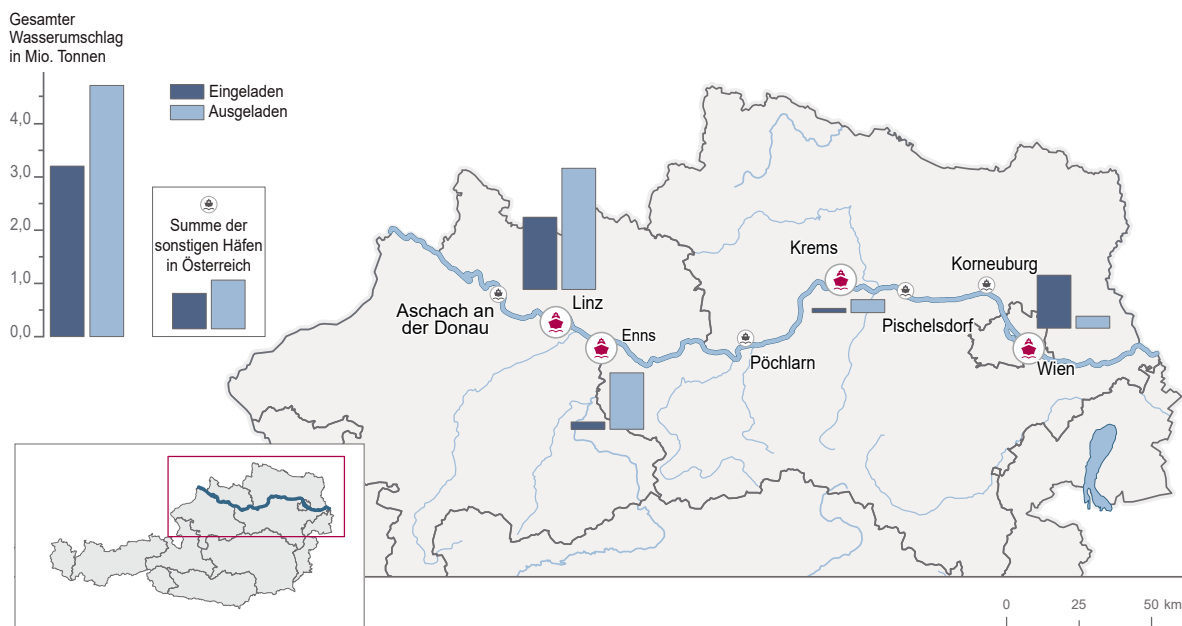 Gesamter
Wasserumschlag
in Mio. Tonnen
4,0
3,0
2,0
1,0
0,0
Eingeladen
Ausgeladen
Summe der
sonstigen Häfen
in Österreich
Aschach an
der Donau
Linz
Enns
Pöchlarn
Krems
Pischelsdorf
Korneuburg
Wien
0 25 50 km